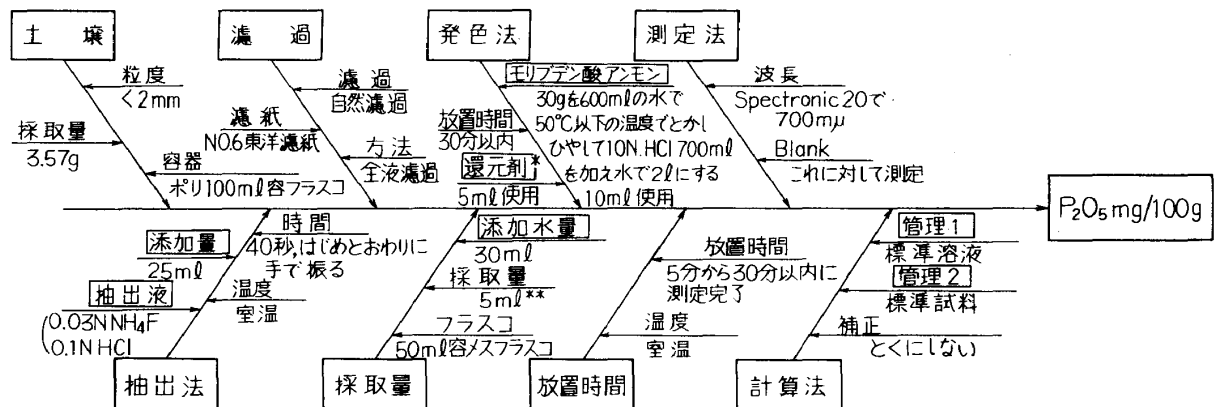 土壌
粒度
<2mm
採取量
3.57g
容器
ポリ100ml容フラスコ
濾過
濾過
自然濾過
濾紙
NO.6東洋濾紙
方法
全液濾過
発色法
モリブデン酸アンモン
30gを600mlの水で
50℃以下の温度でとかし
ひやして10N.HCl 700ml
を加え水で2lにする
10ml使用
放置時間
30分以内
還元剤*
5ml使用
測定法
波長
Spectronic 20で
700mμ
Blank
これに対して測定
P₂O₅mg/100g
時間
40秒,はじめとおわりに
手で振る
添加量
25ml
温度
室温
抽出液
(0.03N NH₄F
0.1N HCl
抽出法
添加水量
30ml
採取量
5ml**
フラスコ
50ml容メスフラスコ
採取量
放置時間
5分から30分以内に
測定完了
温度
室温
放置時間
管理1
標準溶液
管理2
標準試料
補正
とくにしない
計算法